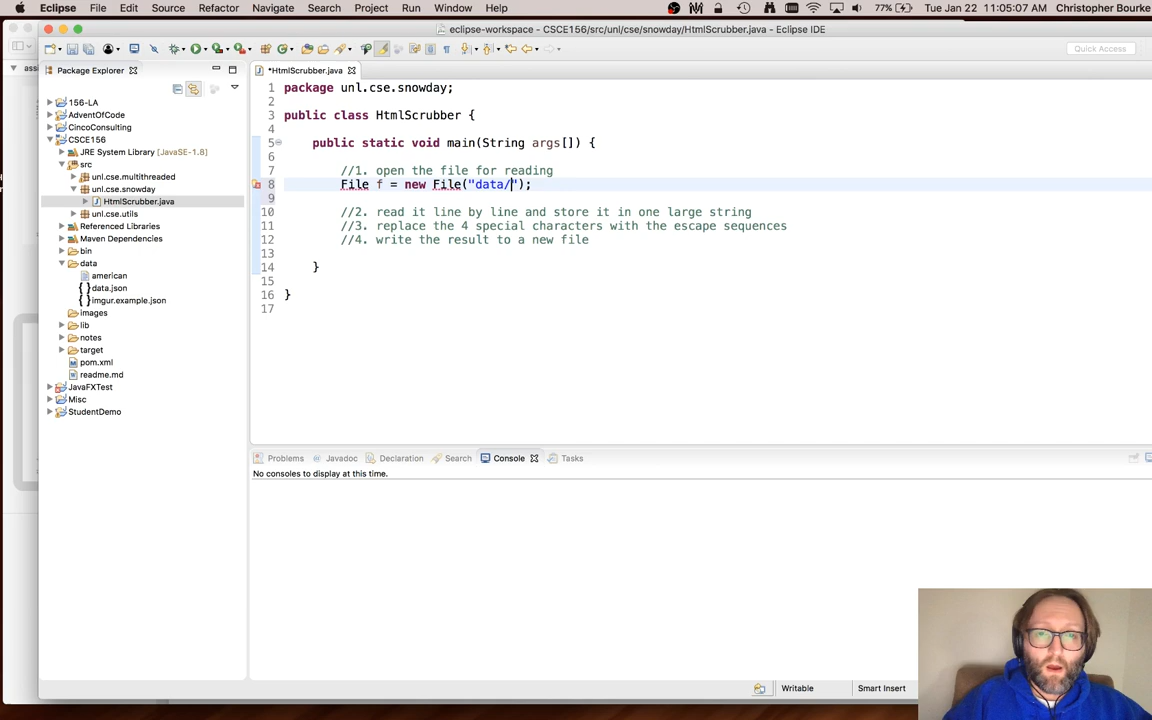 Eclipse File Edit Source Refactor Navigate Search Project Run Window Help 77% Tue Jan 22 11:05:07 AM Christopher Bourke
eclipse-workspace - CSCE156/src/unl/cse/snowday/HtmlScrubber.java - Eclipse IDE
Quick Access
Package Explorer
156-LA
AdventOfCode
CincoConsulting
CSCE156
JRE System Library [JavaSE-1.8]
src
unl.cse.multithreaded
unl.cse.snowday
HtmlScrubber.java
unl.cse.utils
Referenced Libraries
Maven Dependencies
bin
data
american
data.json
imgur.example.json
images
lib
notes
target
pom.xml
readme.md
JavaFXTest
Misc
StudentDemo
*HtmlScrubber.java
1 package unl.cse.snowday;
2
3 public class HtmlScrubber {
4
5 public static void main(String args[]) {
6
7 //1. open the file for reading
8 File f = new File("data/");
9
10 //2. read it line by line and store it in one large string
11 //3. replace the 4 special characters with the escape sequences
12 //4. write the result to a new file
13
14 }
15
16 }
17
Problems Javadoc Declaration Search Console Tasks
No consoles to display at this time.
Writable Smart Insert